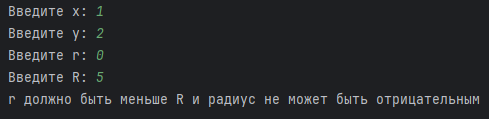 Введите x: 1
Введите y: 2
Введите r: 0
Введите R: 5
r должно быть меньше R и радиус не может быть отрицательным